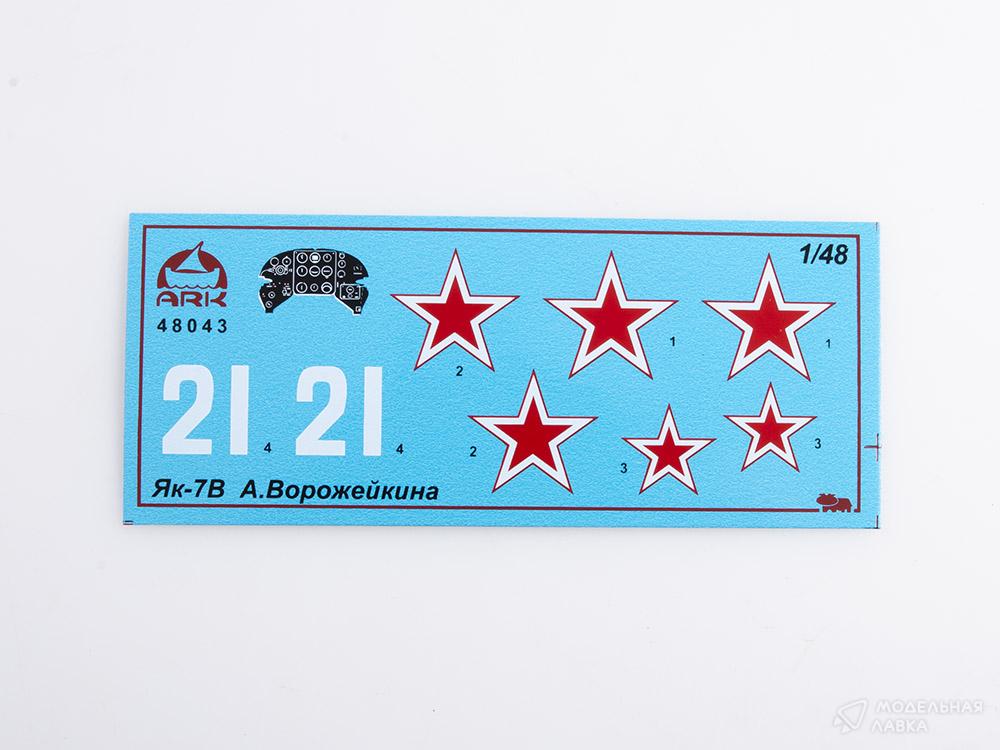 ARK
48043
1/48
2
1
1
21 4 21 4
2
3
3
Як-7В А.Ворожейкина
МОДЕЛЬНАЯ
ЛАВКА